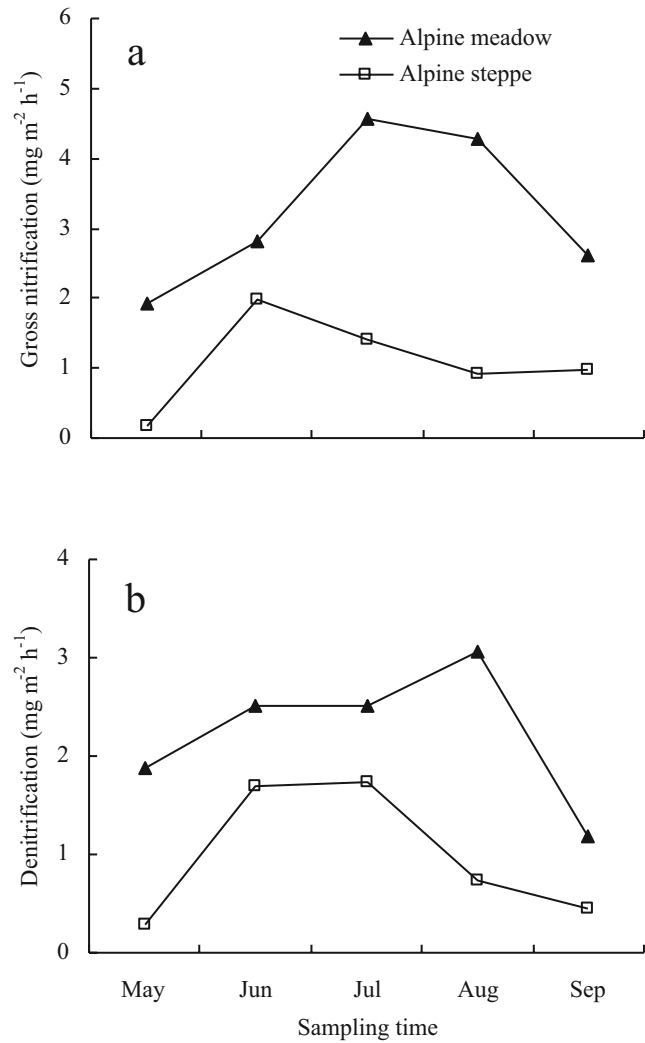 6
a
Alpine meadow
Alpine steppe
5
4
3
2
1
0
Gross nitrification (mg m⁻² h⁻¹)
4
b
3
2
1
0
Denitrification (mg m⁻² h⁻¹)
May Jun Jul Aug Sep
Sampling time